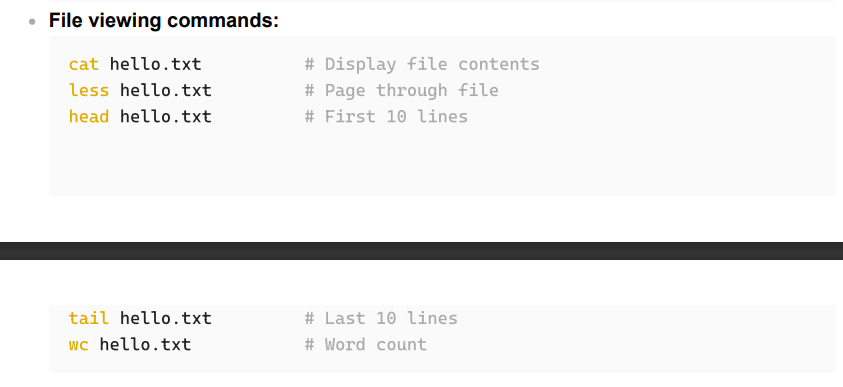 File viewing commands:
cat hello.txt # Display file contents
less hello.txt # Page through file
head hello.txt # First 10 lines
tail hello.txt # Last 10 lines
wc hello.txt # Word count